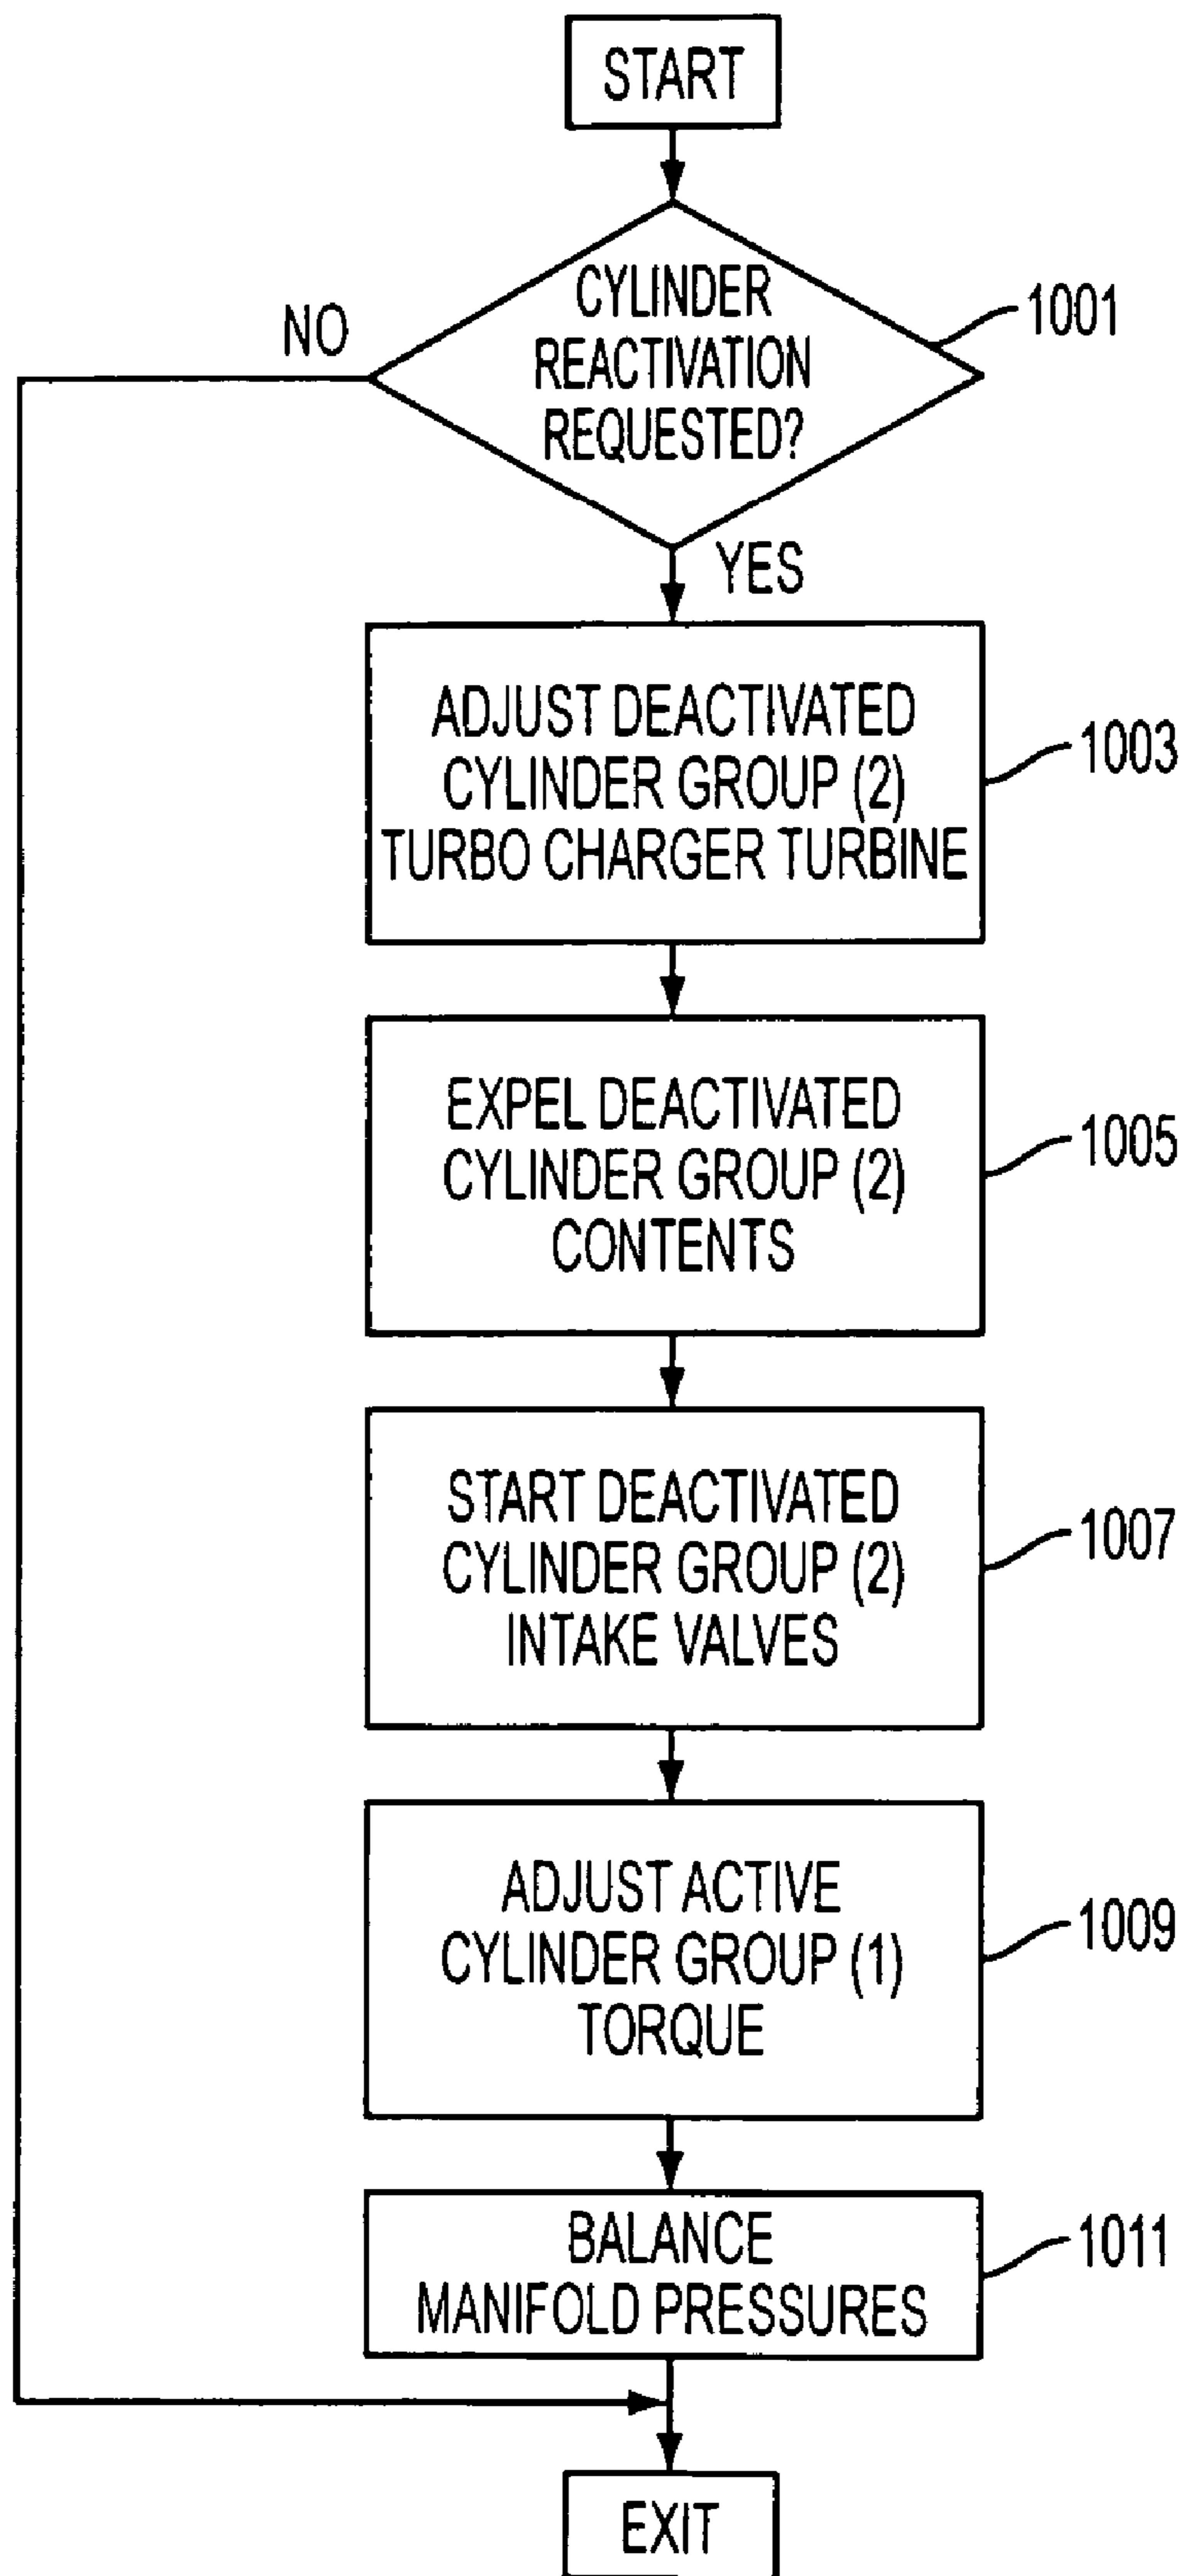 START
CYLINDER
REACTIVATION
REQUESTED?
1001
NO
YES
ADJUST DEACTIVATED
CYLINDER GROUP (2)
TURBO CHARGER TURBINE
1003
EXPEL DEACTIVATED
CYLINDER GROUP (2)
CONTENTS
1005
START DEACTIVATED
CYLINDER GROUP (2)
INTAKE VALVES
1007
ADJUST ACTIVE
CYLINDER GROUP (1)
TORQUE
1009
BALANCE
MANIFOLD PRESSURES
1011
EXIT